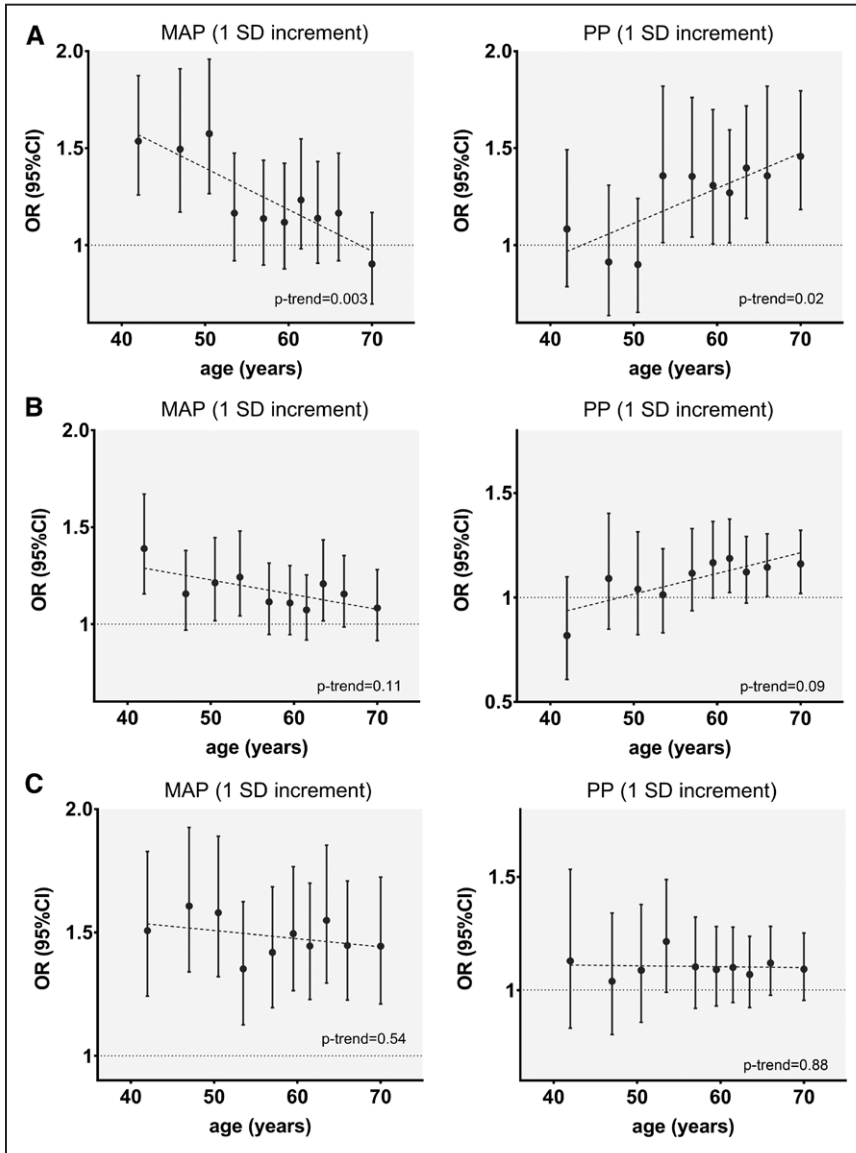 A
MAP (1 SD increment)
2.0
1.5
1
OR (95%CI)
p-trend=0.003
40 50 60 70
age (years)
PP (1 SD increment)
2.0
1.5
1
OR (95%CI)
p-trend=0.02
40 50 60 70
age (years)
B
MAP (1 SD increment)
2.0
1.5
1
OR (95%CI)
p-trend=0.11
40 50 60 70
age (years)
PP (1 SD increment)
1.5
1
0.5
OR (95%CI)
p-trend=0.09
40 50 60 70
age (years)
C
MAP (1 SD increment)
2.0
1.5
1
OR (95%CI)
p-trend=0.54
40 50 60 70
age (years)
PP (1 SD increment)
1.5
1
OR (95%CI)
p-trend=0.88
40 50 60 70
age (years)